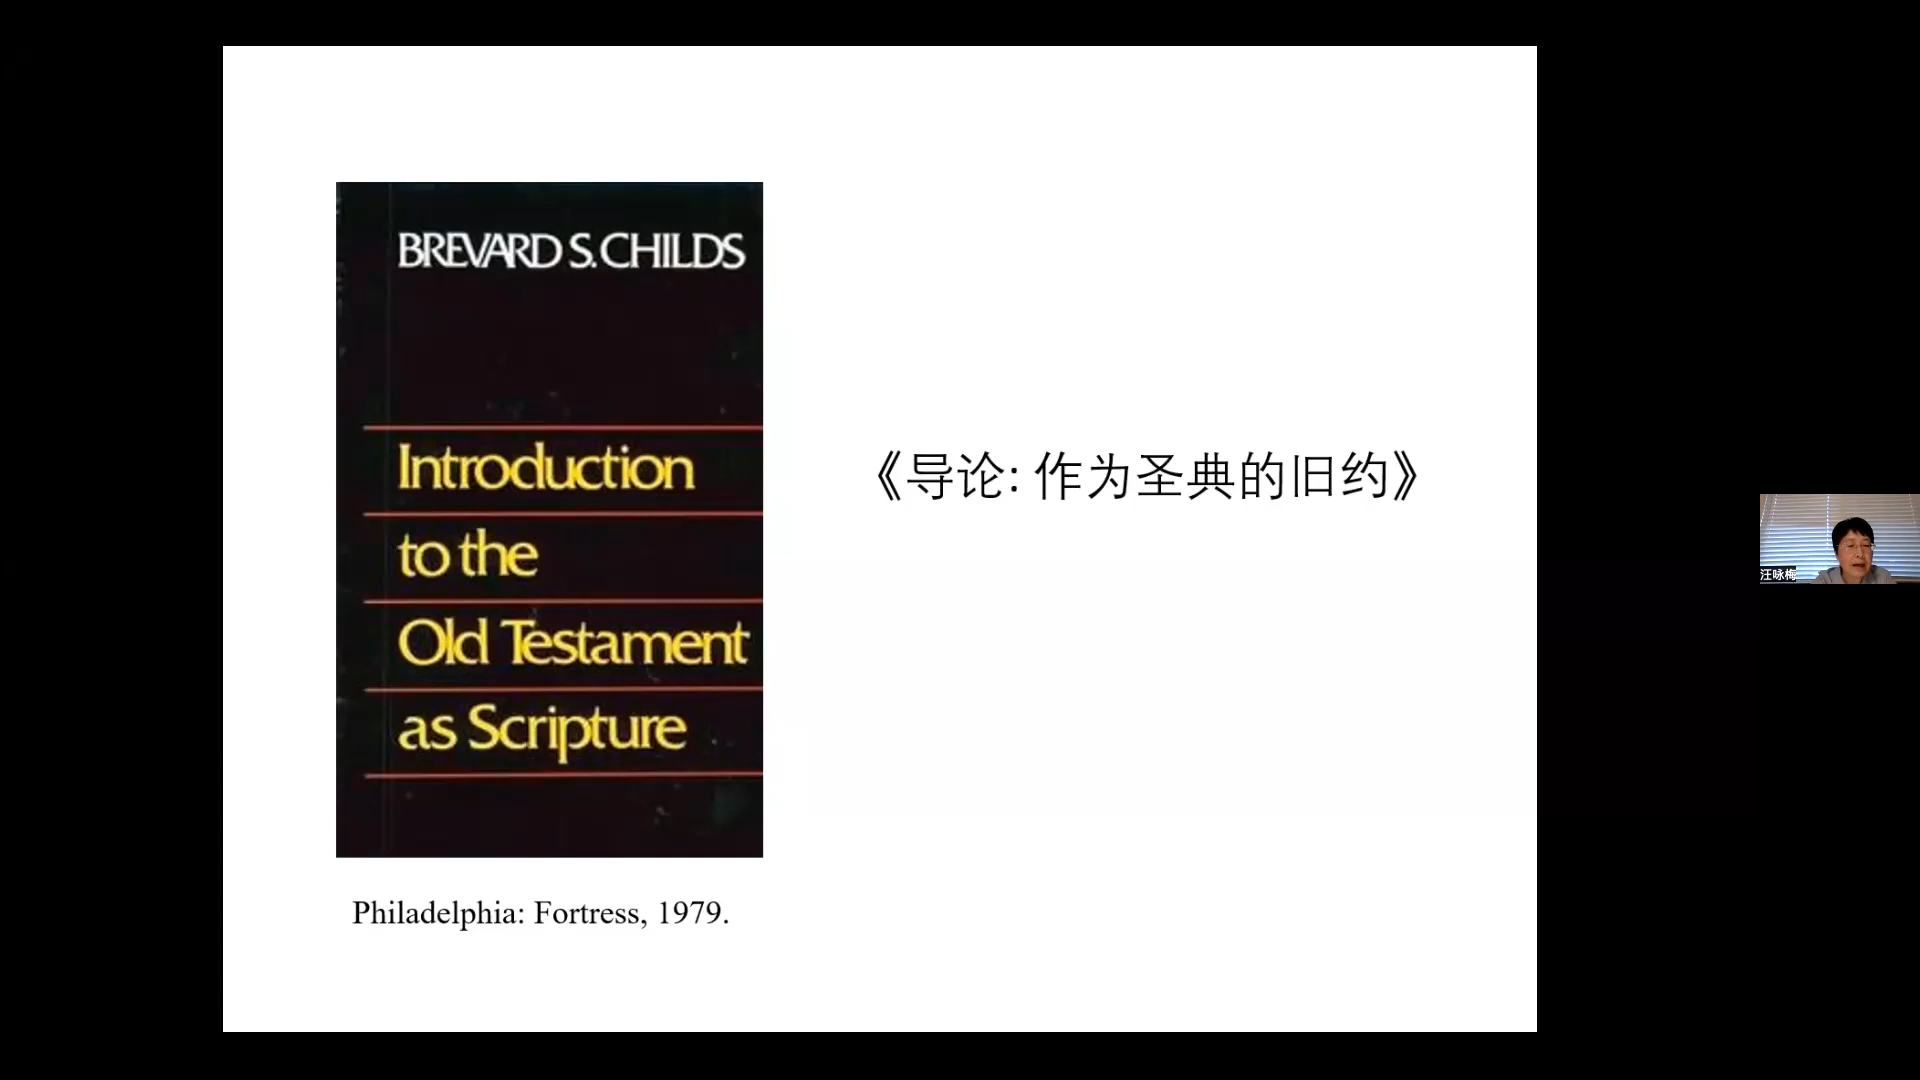 BREVARD S. CHILDS
Introduction
to the
Old Testament
as Scripture
Philadelphia: Fortress, 1979.
《导论: 作为圣典的旧约》
汪咏梅